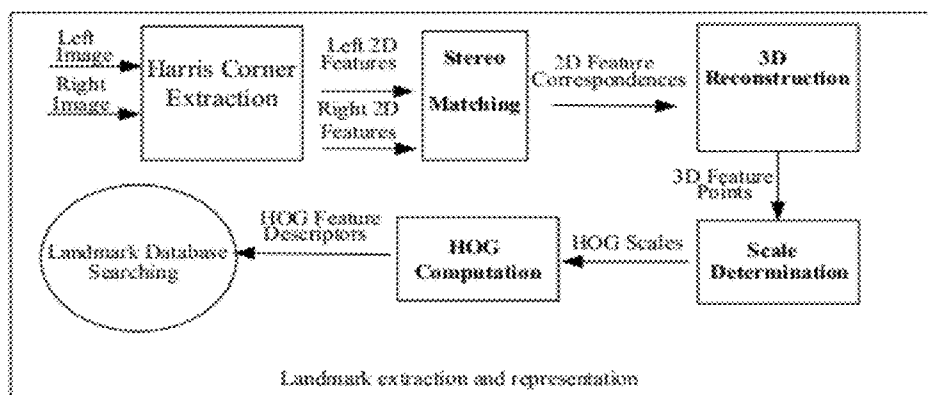 Left
Image
Right
Image
Harris Corner
Extraction
Left 2D
Features
Right 2D
Features
Stereo
Matching
2D Feature
Correspondences
3D
Reconstruction
3D Feature
Points
Scale
Determination
HOG Scales
HOG
Computation
HOG Feature
Descriptors
Landmark Database
Searching
Landmark extraction and representation